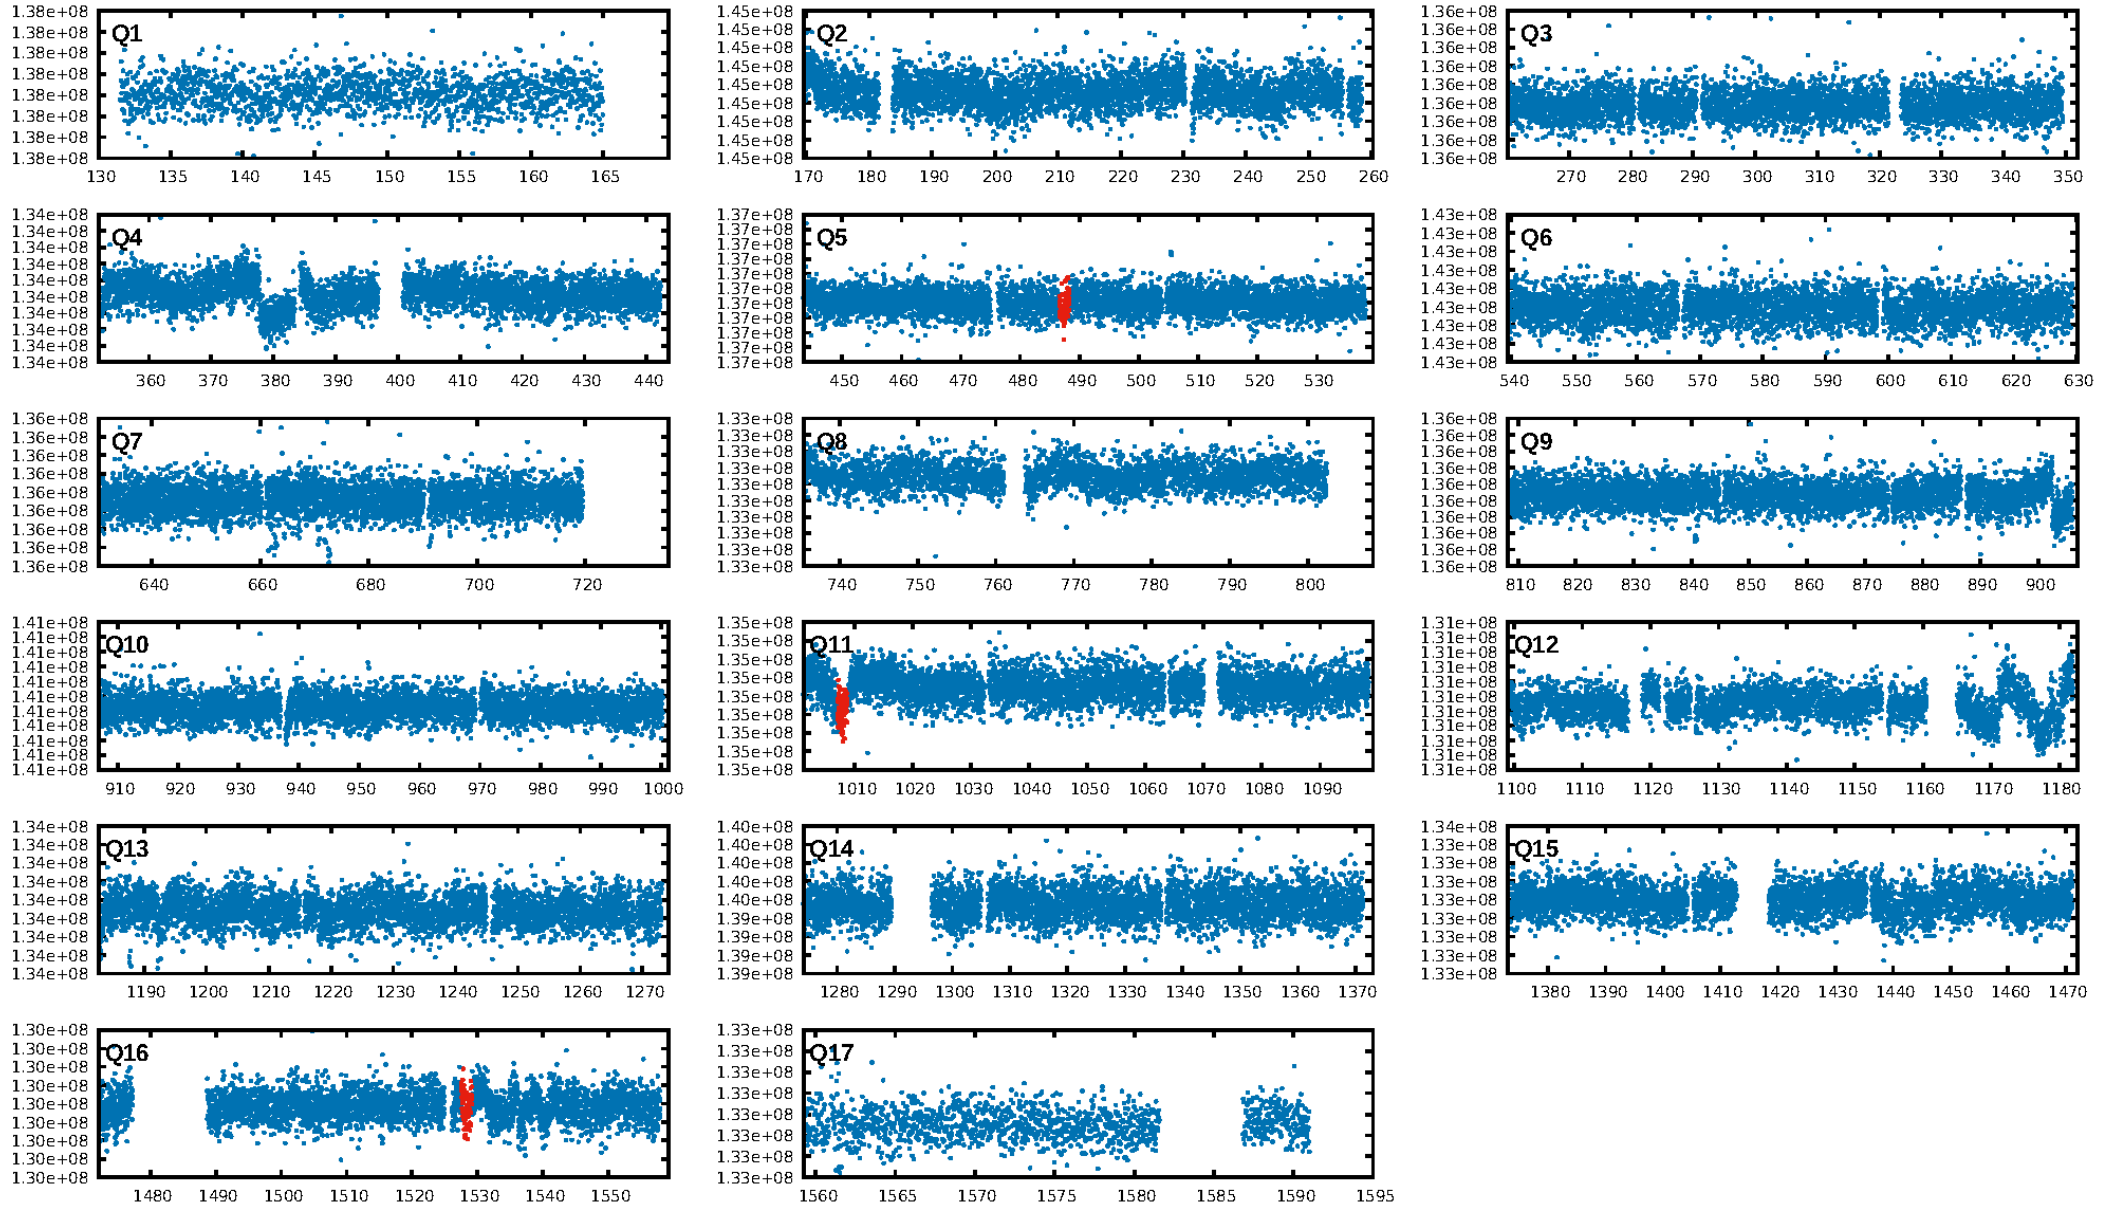 1.38e+08 1.38e+08 1.38e+08 1.38e+08 1.38e+08 1.38e+08 1.38e+08 1.38e+08
Q1
130 135 140 145 150 155 160 165
1.45e+08 1.45e+08 1.45e+08 1.45e+08 1.45e+08 1.45e+08 1.45e+08 1.45e+08 1.45e+08
Q2
170 180 190 200 210 220 230 240 250 260
1.36e+08 1.36e+08 1.36e+08 1.36e+08 1.36e+08 1.36e+08 1.36e+08 1.36e+08 1.36e+08
Q3
270 280 290 300 310 320 330 340 350
1.34e+08 1.34e+08 1.34e+08 1.34e+08 1.34e+08 1.34e+08 1.34e+08 1.34e+08 1.34e+08 1.34e+08
Q4
360 370 380 390 400 410 420 430 440
1.37e+08 1.37e+08 1.37e+08 1.37e+08 1.37e+08 1.37e+08 1.37e+08 1.37e+08 1.37e+08 1.37e+08 1.37e+08
Q5
450 460 470 480 490 500 510 520 530
1.43e+08 1.43e+08 1.43e+08 1.43e+08 1.43e+08 1.43e+08 1.43e+08 1.43e+08 1.43e+08
Q6
540 550 560 570 580 590 600 610 620 630
1.36e+08 1.36e+08 1.36e+08 1.36e+08 1.36e+08 1.36e+08 1.36e+08 1.36e+08 1.36e+08
Q7
640 660 680 700 720
1.33e+08 1.33e+08 1.33e+08 1.33e+08 1.33e+08 1.33e+08 1.33e+08 1.33e+08 1.33e+08 1.33e+08
Q8
740 750 760 770 780 790 800
1.36e+08 1.36e+08 1.36e+08 1.36e+08 1.36e+08 1.36e+08 1.36e+08 1.36e+08 1.36e+08
Q9
810 820 830 840 850 860 870 880 890 900
1.41e+08 1.41e+08 1.41e+08 1.41e+08 1.41e+08 1.41e+08 1.41e+08 1.41e+08 1.41e+08 1.41e+08 1.41e+08
Q10
910 920 930 940 950 960 970 980 990 1000
1.35e+08 1.35e+08 1.35e+08 1.35e+08 1.35e+08 1.35e+08 1.35e+08 1.35e+08 1.35e+08
Q11
1010 1020 1030 1040 1050 1060 1070 1080 1090
1.31e+08 1.31e+08 1.31e+08 1.31e+08 1.31e+08 1.31e+08 1.31e+08 1.31e+08 1.31e+08 1.31e+08 1.31e+08
Q12
1100 1110 1120 1130 1140 1150 1160 1170 1180
1.34e+08 1.34e+08 1.34e+08 1.34e+08 1.34e+08 1.34e+08 1.34e+08 1.34e+08 1.34e+08
Q13
1190 1200 1210 1220 1230 1240 1250 1260 1270
1.40e+08 1.40e+08 1.40e+08 1.40e+08 1.40e+08 1.39e+08 1.39e+08 1.39e+08 1.39e+08
Q14
1280 1290 1300 1310 1320 1330 1340 1350 1360 1370
1.34e+08 1.33e+08 1.33e+08 1.33e+08 1.33e+08 1.33e+08 1.33e+08 1.33e+08 1.33e+08
Q15
1380 1390 1400 1410 1420 1430 1440 1450 1460 1470
1.30e+08 1.30e+08 1.30e+08 1.30e+08 1.30e+08 1.30e+08 1.30e+08 1.30e+08 1.30e+08
Q16
1480 1490 1500 1510 1520 1530 1540 1550
1.33e+08 1.33e+08 1.33e+08 1.33e+08 1.33e+08 1.33e+08 1.33e+08 1.33e+08
Q17
1560 1565 1570 1575 1580 1585 1590 1595